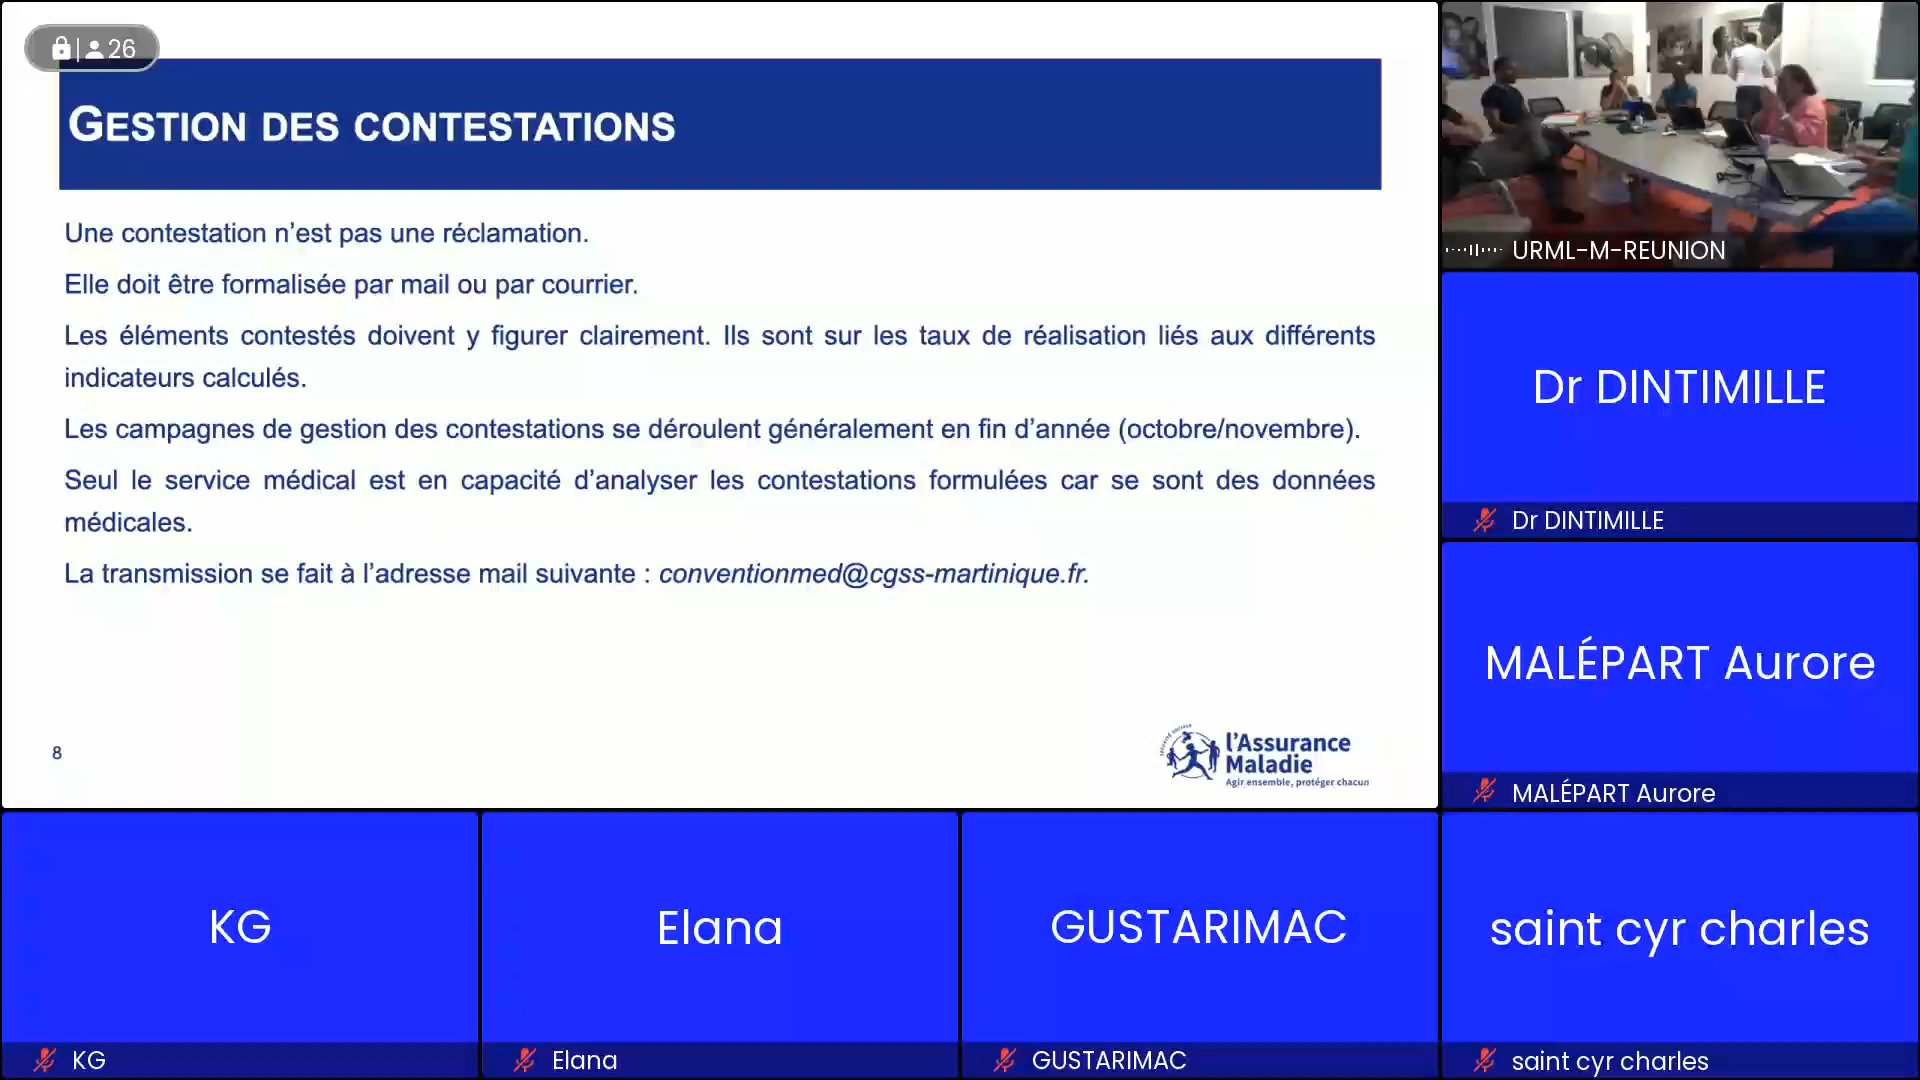 26
GESTION DES CONTESTATIONS
Une contestation n’est pas une réclamation.
Elle doit être formalisée par mail ou par courrier.
Les éléments contestés doivent y figurer clairement. Ils sont sur les taux de réalisation liés aux différents
indicateurs calculés.
Les campagnes de gestion des contestations se déroulent généralement en fin d’année (octobre/novembre).
Seul le service médical est en capacité d’analyser les contestations formulées car se sont des données
médicales.
La transmission se fait à l’adresse mail suivante : conventionmed@cgss-martinique.fr.
8
l’Assurance
Maladie
Agir ensemble, protéger chacun
URML-M-REUNION
Dr DINTIMILLE
Dr DINTIMILLE
MALÉPART Aurore
MALÉPART Aurore
KG
KG
Elana
Elana
GUSTARIMAC
GUSTARIMAC
saint cyr charles
saint cyr charles